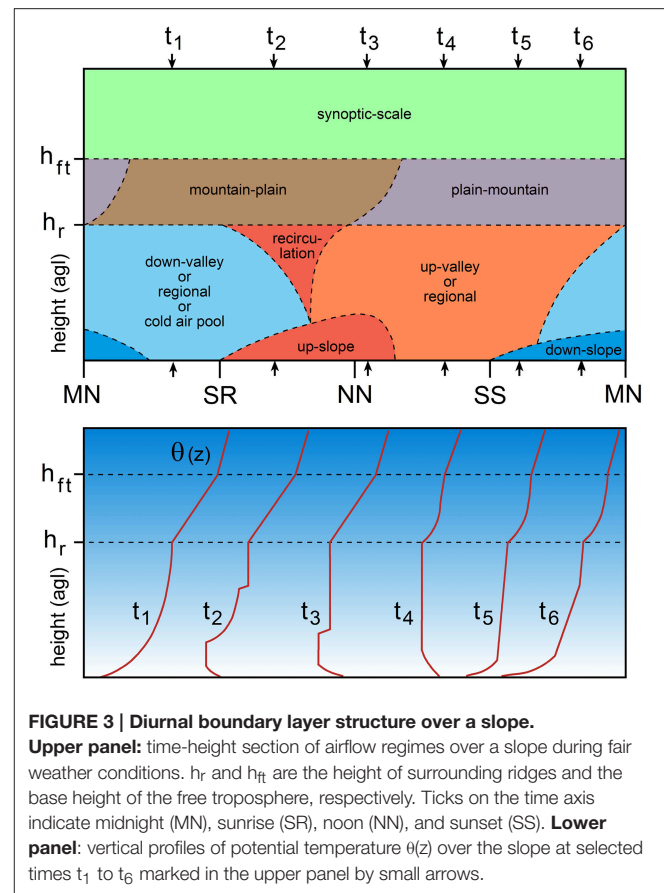 t1 t2 t3 t4 t5 t6
synoptic-scale
hft
mountain-plain
plain-mountain
hr
recircu-
lation
down-valley
or
regional
or
cold air pool
up-valley
or
regional
height (agl)
up-slope
down-slope
MN SR NN SS MN
θ(z)
hft
hr
height (agl)
t1 t2 t3 t4 t5 t6
FIGURE 3 | Diurnal boundary layer structure over a slope.
Upper panel: time-height section of airflow regimes over a slope during fair
weather conditions. hr and hft are the height of surrounding ridges and the
base height of the free troposphere, respectively. Ticks on the time axis
indicate midnight (MN), sunrise (SR), noon (NN), and sunset (SS). Lower
panel: vertical profiles of potential temperature θ(z) over the slope at selected
times t1 to t6 marked in the upper panel by small arrows.